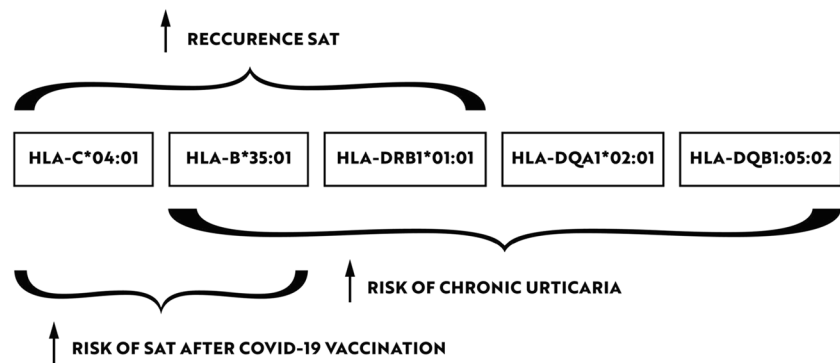 RECCURENCE SAT
HLA-C*04:01 HLA-B*35:01 HLA-DRB1*01:01 HLA-DQA1*02:01 HLA-DQB1:05:02
RISK OF CHRONIC URTICARIA
RISK OF SAT AFTER COVID-19 VACCINATION